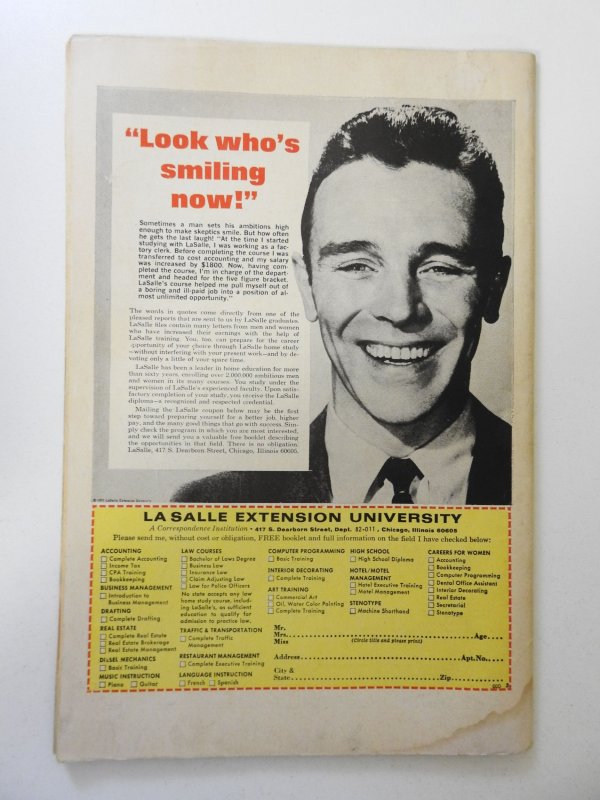 “Look who’s
smiling
now!”
Sometimes a man sets his ambitions high
enough to make skeptics smile. But how often
he gets the last laugh! “At the time I started
studying with LaSalle, I was working as a fac-
tory clerk. Before completing the course I was
transferred to cost accounting and my salary
was increased by $1800. Now, having com-
pleted the course, I’m in charge of the depart-
ment and headed for the five figure bracket.
LaSalle’s course helped me pull myself out of
a boring and ill-paid job into a position of al-
most unlimited opportunity.”
The words in quotes come directly from one of the
pleased reports that are sent to us by LaSalle graduates.
LaSalle files contain many letters from men and women
who have increased their earnings with the help of
LaSalle training. You, too, can prepare for the career
opportunity of your choice through LaSalle home study
—without interfering with your present work—and by de-
voting only a little of your spare time.
LaSalle has been a leader in home education for more
than sixty years, enrolling over 2,000,000 ambitious men
and women in its many courses. You study under the
supervision of LaSalle’s experienced faculty. Upon satis-
factory completion of your study, you receive the LaSalle
diploma—a recognized and respected credential.
Mailing the LaSalle coupon below may be the first
step toward preparing yourself for a better job, higher
pay, and the many good things that go with success. Sim-
ply check the program in which you are most interested,
and we will send you a valuable free booklet describing
the opportunities in that field. There is no obligation.
LaSalle, 417 S. Dearborn Street, Chicago, Illinois 60605.
LaSalle Extension University
LA SALLE EXTENSION UNIVERSITY
A Correspondence Institution • 417 S. Dearborn Street, Dept. 82-011, Chicago, Illinois 60605
Please send me, without cost or obligation, FREE booklet and full information on the field I have checked below:
ACCOUNTING
Complete Accounting
Income Tax
CPA Training
Bookkeeping
BUSINESS MANAGEMENT
Introduction to
Business Management
DRAFTING
Complete Drafting
REAL ESTATE
Complete Real Estate
Real Estate Brokerage
Real Estate Management
DIESEL MECHANICS
Basic Training
MUSIC INSTRUCTION
Piano Guitar
LAW COURSES
Bachelor of Laws Degree
Business Law
Insurance Law
Claim Adjusting Law
Law for Police Officers
No state accepts any law
home study course, includ-
ing LaSalle’s, as sufficient
education to qualify for
admission to practice law.
TRAFFIC & TRANSPORTATION
Complete Traffic
Management
RESTAURANT MANAGEMENT
Complete Executive Training
LANGUAGE INSTRUCTION
French Spanish
COMPUTER PROGRAMMING
Basic Training
INTERIOR DECORATING
Complete Training
ART TRAINING
Commercial Art
Oil, Water Color Painting
Complete Training
HIGH SCHOOL
High School Diploma
HOTEL/MOTEL
MANAGEMENT
Hotel Executive Training
Motel Management
STENOTYPE
Machine Shorthand
CAREERS FOR WOMEN
Accounting
Bookkeeping
Computer Programming
Dental Office Assistant
Interior Decorating
Real Estate
Secretarial
Stenotype
Mr.
Mrs. Age
Miss (Circle title and please print)
Address Apt. No.
City &
State Zip